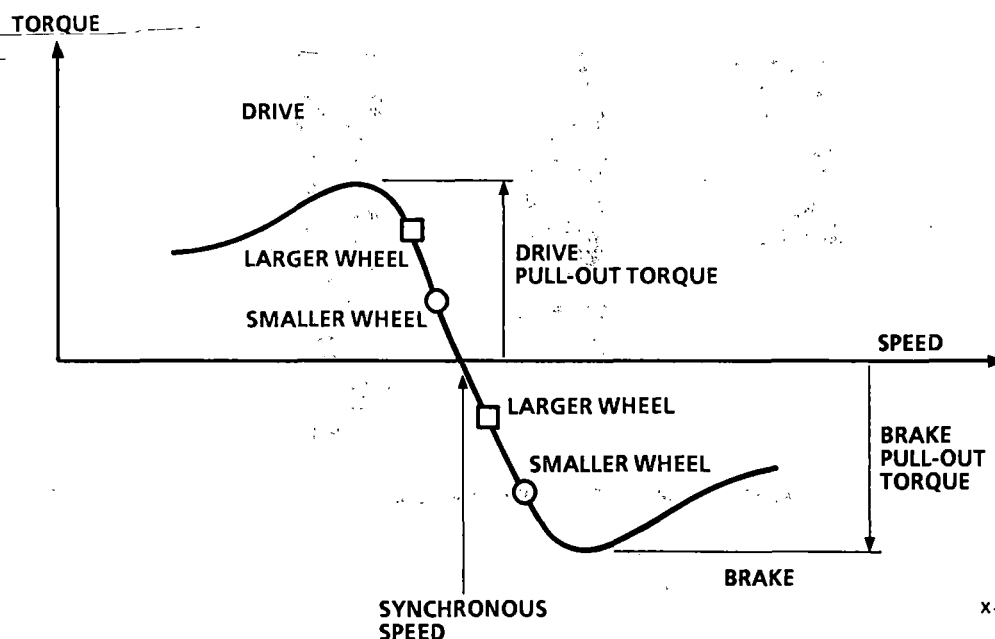 TORQUE
DRIVE
LARGER WHEEL
DRIVE
PULL-OUT TORQUE
SMALLER WHEEL
SPEED
LARGER WHEEL
BRAKE
PULL-OUT
TORQUE
SMALLER WHEEL
BRAKE
SYNCHRONOUS
SPEED